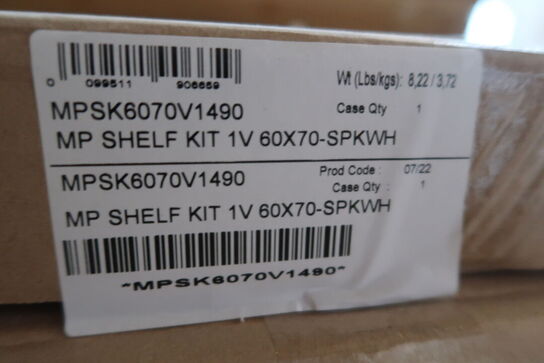 0 099511 906669
Wt (Lbs/kgs): 8,22 / 3,72
MPSK6070V1490
Case Qty 1
MP SHELF KIT 1V 60X70-SPKWH
MPSK6070V1490
Prod Code : 07/22
Case Qty : 1
MP SHELF KIT 1V 60X70-SPKWH
*MPSK6070V1490*